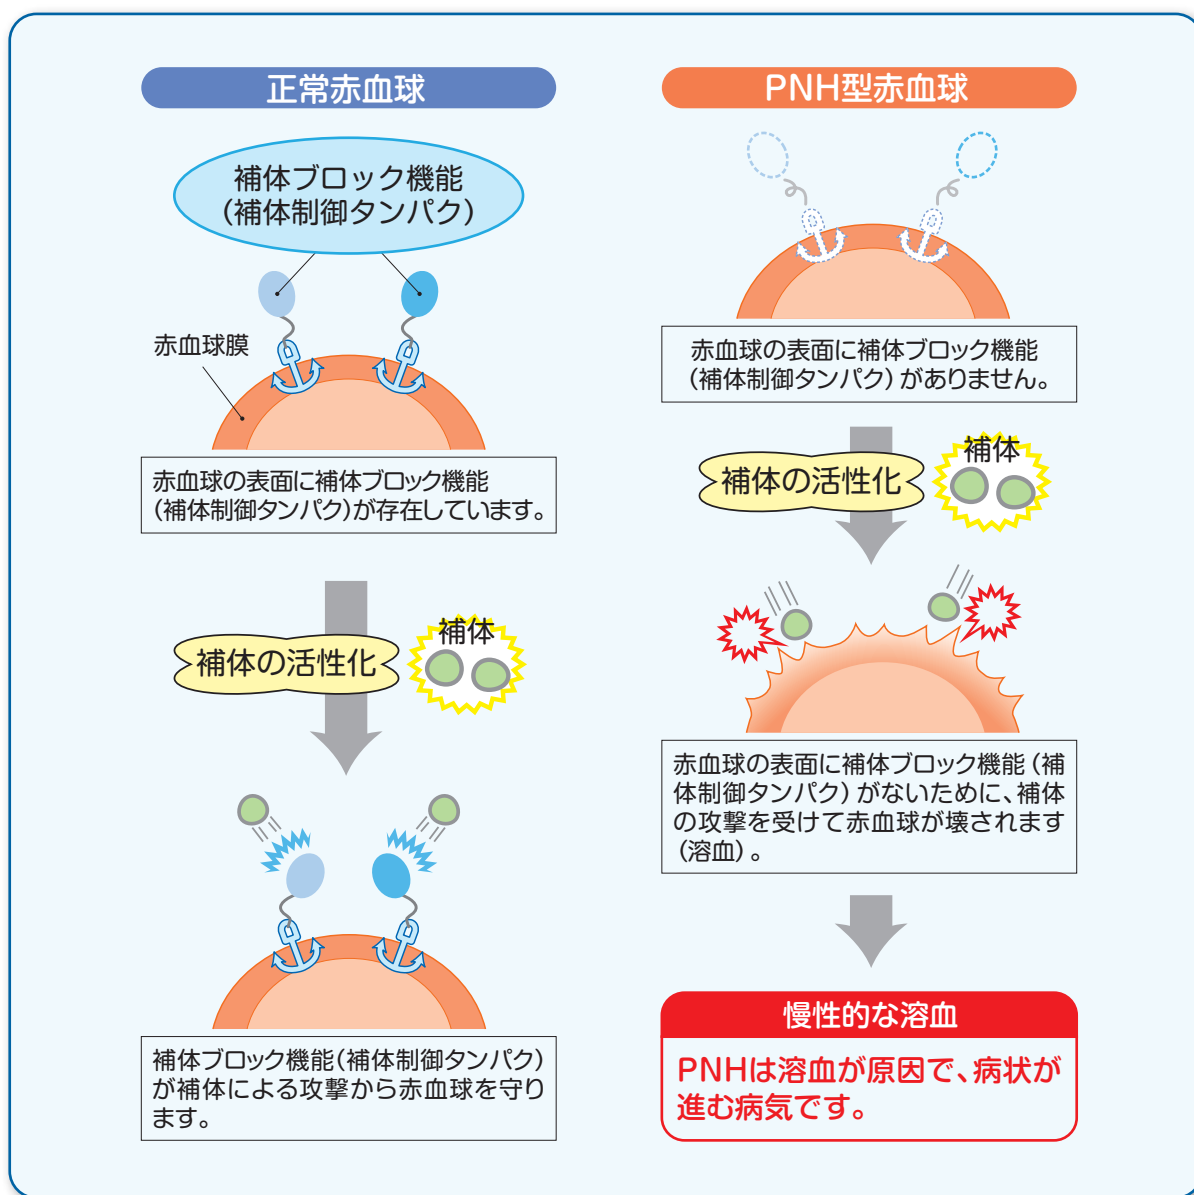 正常赤血球
補体ブロック機能
（補体制御タンパク）
赤血球膜
赤血球の表面に補体ブロック機能
（補体制御タンパク）が存在しています。
補体の活性化
補体
補体ブロック機能（補体制御タンパク）
が補体による攻撃から赤血球を守り
ます。
PNH型赤血球
赤血球の表面に補体ブロック機能
（補体制御タンパク）がありません。
補体の活性化
補体
赤血球の表面に補体ブロック機能（補
体制御タンパク）がないために、補体
の攻撃を受けて赤血球が壊されます
（溶血）。
慢性的な溶血
PNHは溶血が原因で、病状が
進む病気です。